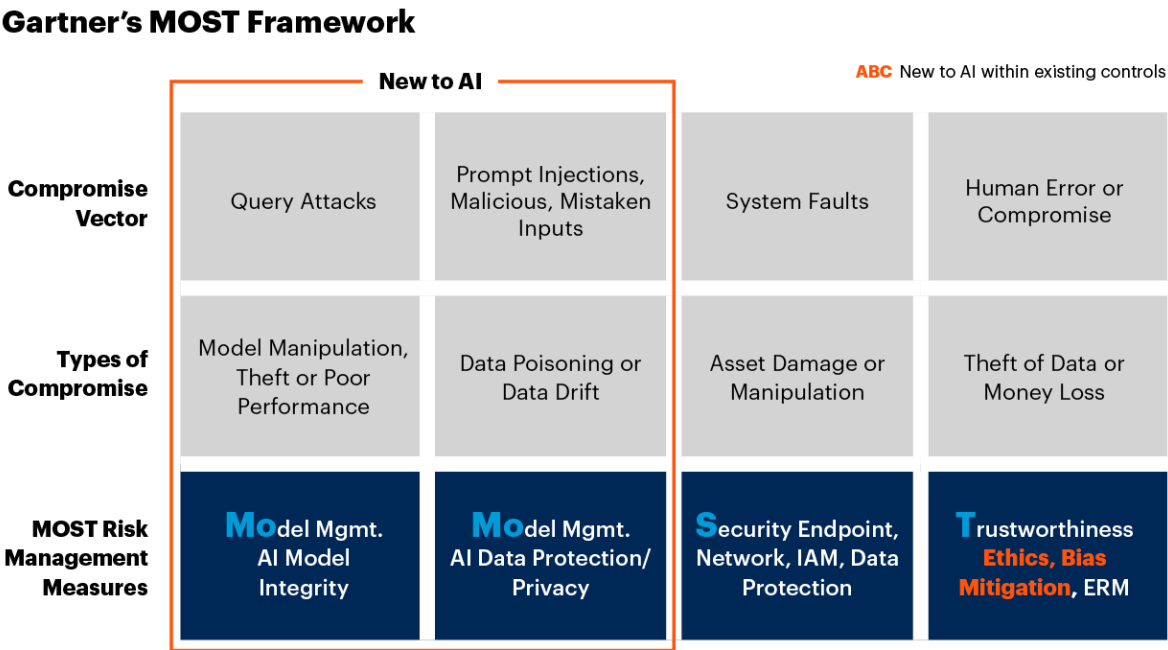 Gartner's MOST Framework
ABC New to AI within existing controls
New to AI
Compromise
Vector
Query Attacks
Prompt Injections,
Malicious, Mistaken
Inputs
System Faults
Human Error or
Compromise
Types of
Compromise
Model Manipulation,
Theft or Poor
Performance
Data Poisoning or
Data Drift
Asset Damage or
Manipulation
Theft of Data or
Money Loss
MOST Risk
Management
Measures
Model Mgmt.
AI Model
Integrity
Model Mgmt.
AI Data Protection/
Privacy
Security Endpoint,
Network, IAM, Data
Protection
Trustworthiness
Ethics, Bias
Mitigation, ERM